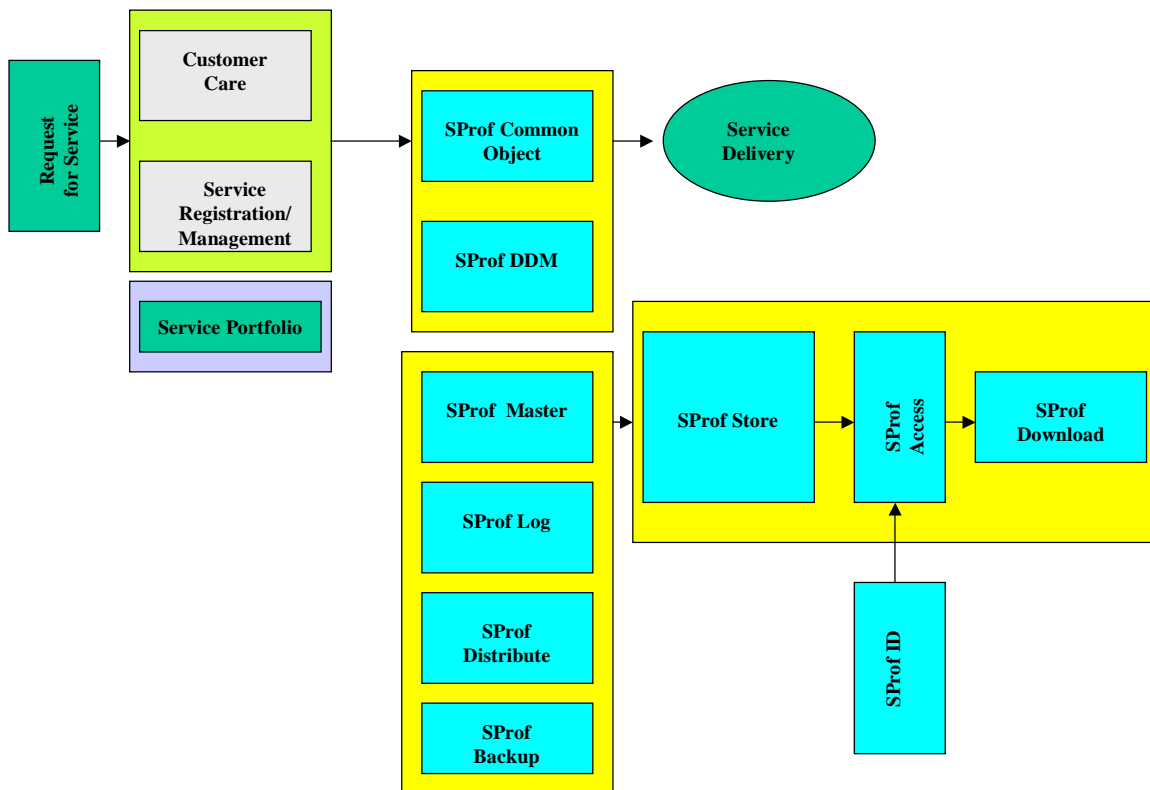 Request
for Service
Customer
Care
Service
Registration/
Management
Service Portfolio
SProf Common
Object
SProf DDM
Service
Delivery
SProf Master
SProf Log
SProf
Distribute
SProf
Backup
SProf Store
SProf
Access
SProf
Download
SProf ID